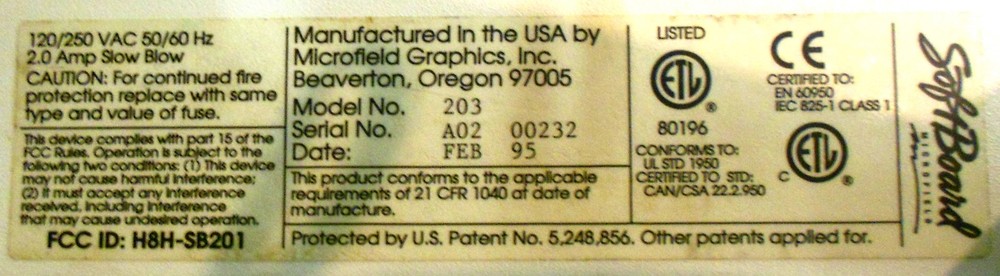 120/250 VAC 50/60 Hz
2.0 Amp Slow Blow
CAUTION: For continued fire
protection replace with same
type and value of fuse.
This device complies with part 15 of the
FCC Rules. Operation is subject to the
following two conditions: (1) This device
may not cause harmful interference;
(2) it must accept any interference
received, including interference
that may cause undesired operation.
FCC ID: H8H-SB201
Manufactured in the USA by
Microfield Graphics, Inc.
Beaverton, Oregon 97005
Model No. 203
Serial No. A02 00232
Date: FEB 95
This product conforms to the applicable
requirements of 21 CFR 1040 at date of
manufacture.
Protected by U.S. Patent No. 5,248,856. Other patents applied for.
LISTED
ETL
®
80196
CONFORMS TO:
UL STD 1950
CERTIFIED TO STD:
CAN/CSA 22.2.950
CE
CERTIFIED TO:
EN 60950
IEC 825-1 CLASS 1
C ETL ®
SoftBoard
MICROFIELD